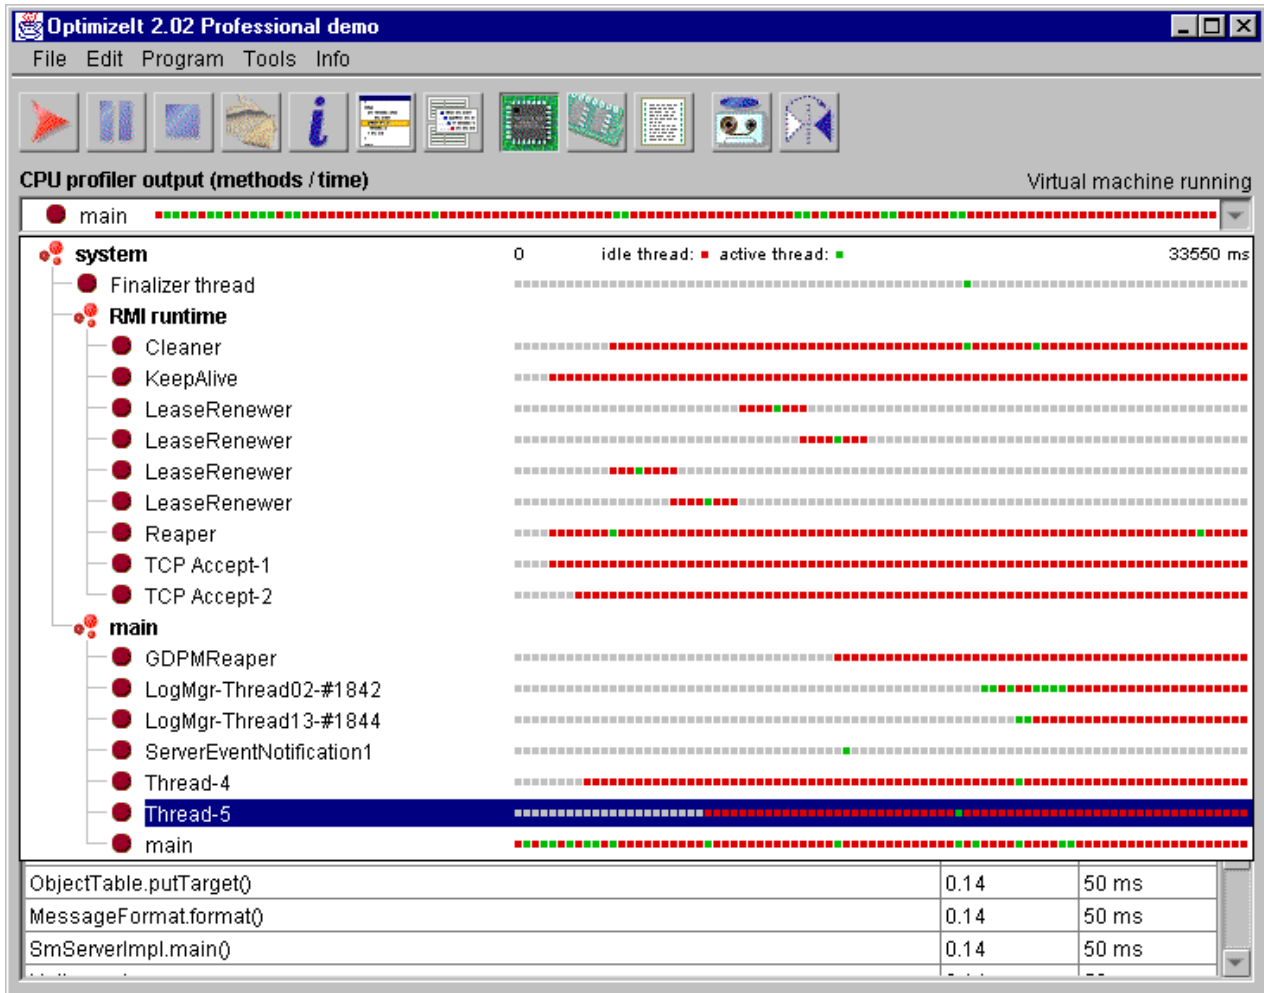 OptimizeIt 2.02 Professional demo
File Edit Program Tools Info
CPU profiler output (methods / time) Virtual machine running
main
system 0 idle thread: active thread: 33550 ms
Finalizer thread
RMI runtime
Cleaner
KeepAlive
LeaseRenewer
LeaseRenewer
LeaseRenewer
LeaseRenewer
Reaper
TCP Accept-1
TCP Accept-2
main
GDPMReaper
LogMgr-Thread02-#1842
LogMgr-Thread13-#1844
ServerEventNotification1
Thread-4
Thread-5
main
ObjectTable.putTarget() 0.14 50 ms
MessageFormat.format() 0.14 50 ms
SmServerImpl.main() 0.14 50 ms